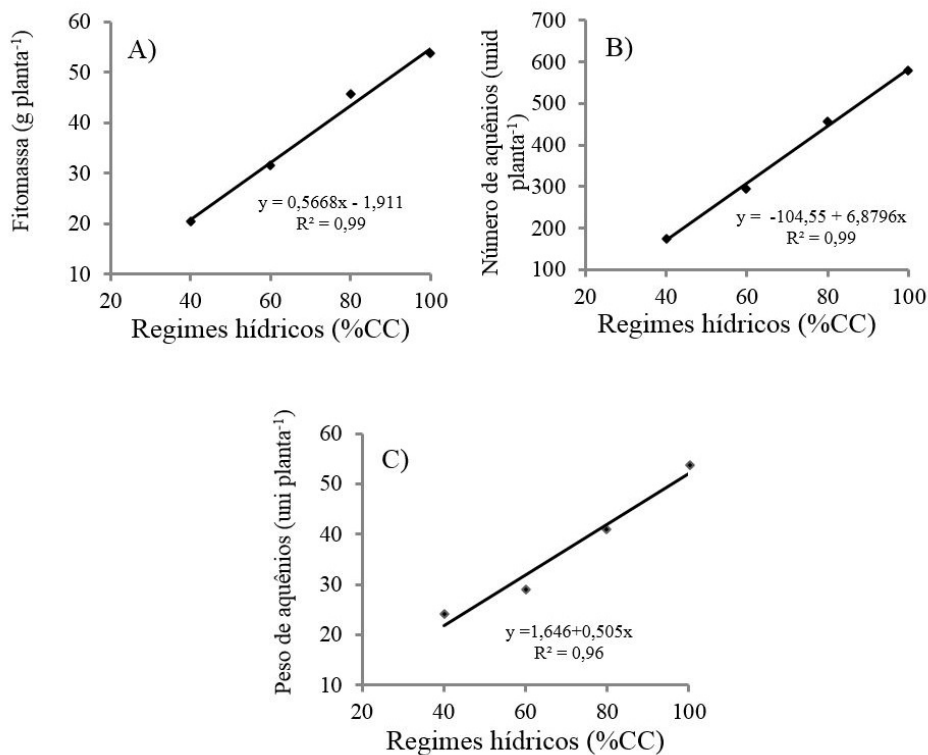 A)
Fitomassa (g planta⁻¹)
60
50
40
30
20
10
y = 0,5668x - 1,911
R² = 0,99
20 40 60 80 100
Regimes hídricos (%CC)
B)
Número de aquênios (unid
planta⁻¹)
700
600
500
400
300
200
100
y = -104,55 + 6,8796x
R² = 0,99
20 40 60 80 100
Regimes hídricos (%CC)
C)
Peso de aquênios (uni planta⁻¹)
60
50
40
30
20
10
y =1,646+0,505x
R² = 0,96
20 40 60 80 100
Regimes hídricos (%CC)